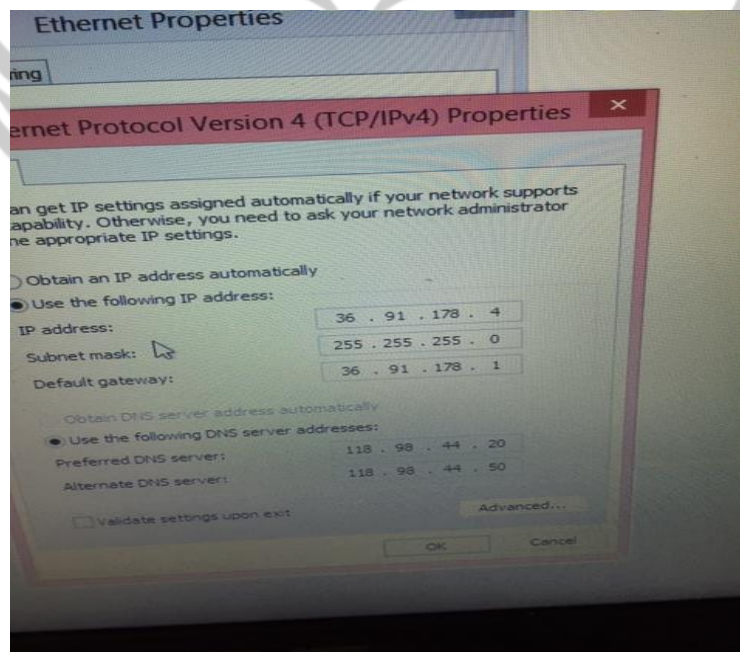 Ethernet Properties
ring
ernet Protocol Version 4 (TCP/IPv4) Properties
an get IP settings assigned automatically if your network supports
apability. Otherwise, you need to ask your network administrator
he appropriate IP settings.
Obtain an IP address automatically
Use the following IP address:
IP address: 36 . 91 . 178 . 4
Subnet mask: 255 . 255 . 255 . 0
Default gateway: 36 . 91 . 178 . 1
Obtain DNS server address automatically
Use the following DNS server addresses:
Preferred DNS server: 118 . 98 . 44 . 20
Alternate DNS server: 118 . 98 . 44 . 50
Validate settings upon exit
Advanced...
OK Cancel